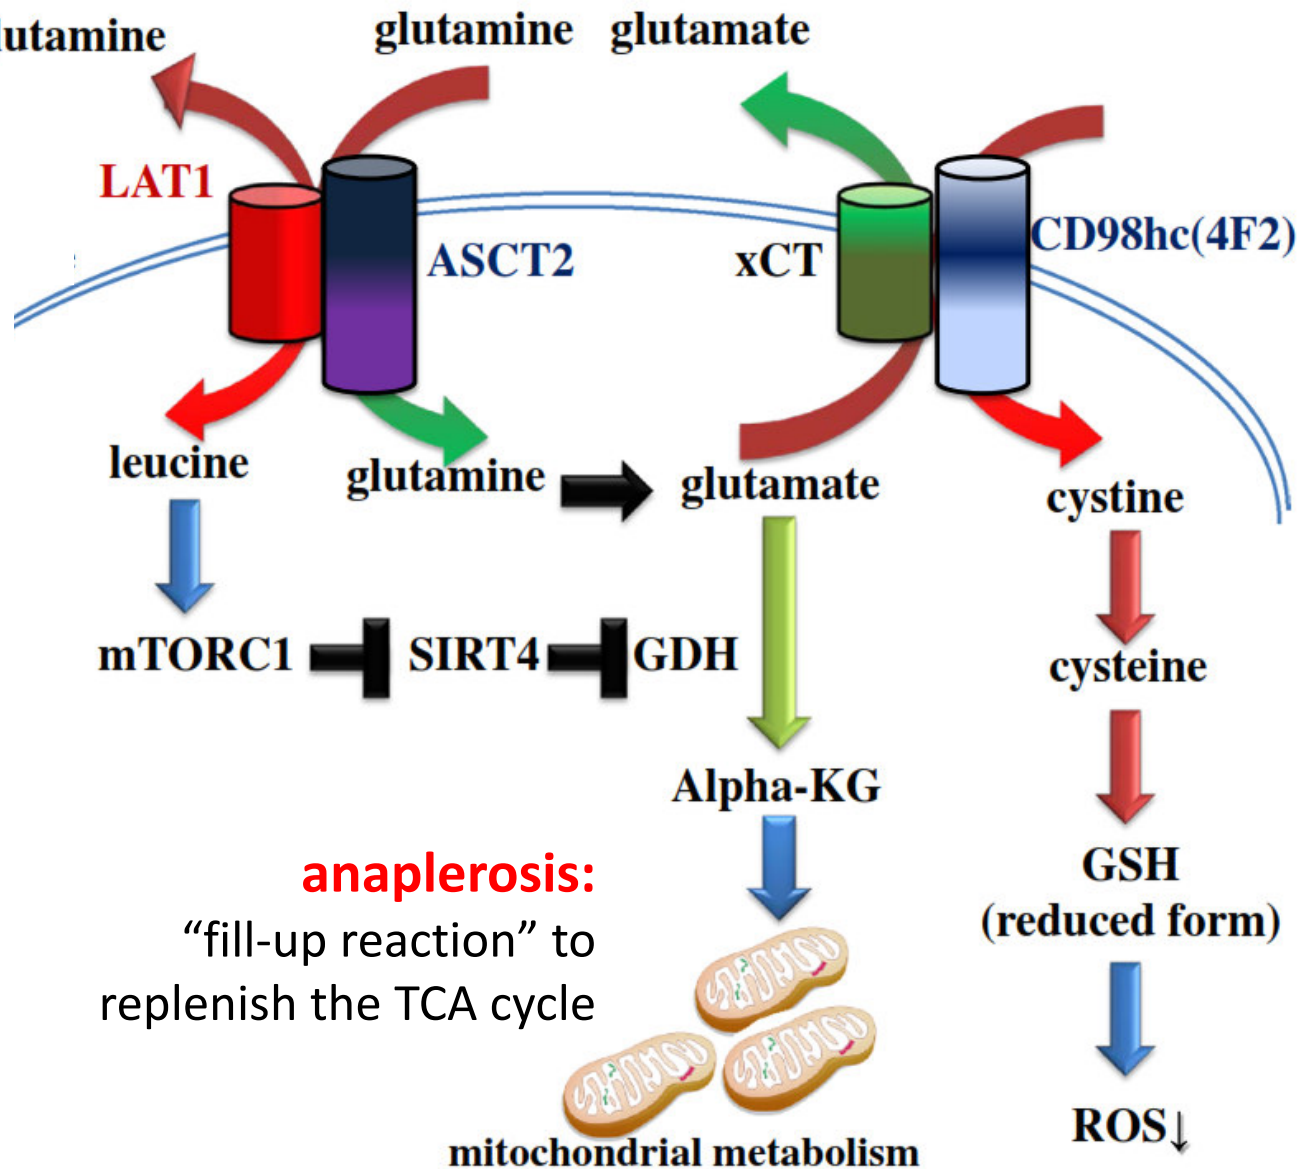 lutamine
glutamine
glutamate
LAT1
ASCT2
xCT
CD98hc(4F2)
leucine
glutamine
glutamate
cystine
mTORC1
SIRT4
GDH
cysteine
Alpha-KG
anaplerosis:
“fill-up reaction” to
replenish the TCA cycle
GSH
(reduced form)
ROS↓
mitochondrial metabolism